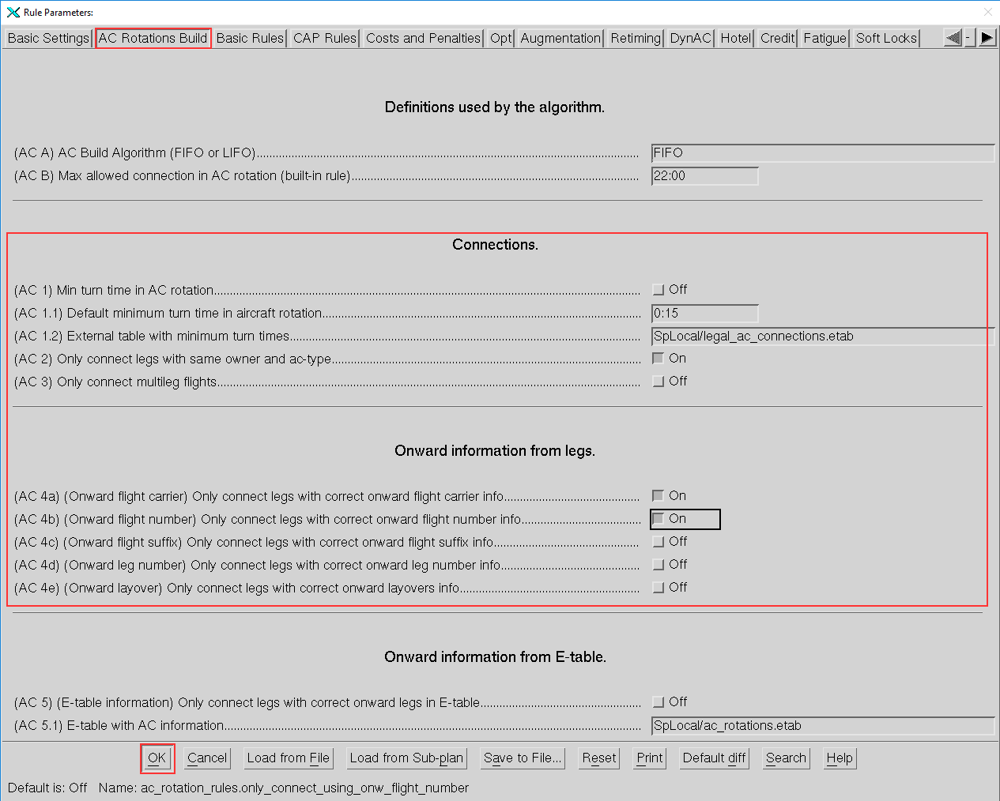 Rule Parameters:
Basic Settings AC Rotations Build Basic Rules CAP Rules Costs and Penalties Opt Augmentation Retiming DynAC Hotel Credit Fatigue Soft Locks -
Definitions used by the algorithm.
(AC A) AC Build Algorithm (FIFO or LIFO) FIFO
(AC B) Max allowed connection in AC rotation (built-in rule) 22:00
Connections.
(AC 1) Min turn time in AC rotation Off
(AC 1.1) Default minimum turn time in aircraft rotation 0:15
(AC 1.2) External table with minimum turn times SpLocal/legal_ac_connections.etab
(AC 2) Only connect legs with same owner and ac-type On
(AC 3) Only connect multileg flights Off
Onward information from legs.
(AC 4a) (Onward flight carrier) Only connect legs with correct onward flight carrier info On
(AC 4b) (Onward flight number) Only connect legs with correct onward flight number info On
(AC 4c) (Onward flight suffix) Only connect legs with correct onward flight suffix info Off
(AC 4d) (Onward leg number) Only connect legs with correct onward leg number info Off
(AC 4e) (Onward layover) Only connect legs with correct onward layovers info Off
Onward information from E-table.
(AC 5) (E-table information) Only connect legs with correct onward legs in E-table Off
(AC 5.1) E-table with AC information SpLocal/ac_rotations.etab
OK Cancel Load from File Load from Sub-plan Save to File... Reset Print Default diff Search Help
Default is: Off Name: ac_rotation_rules.only_connect_using_onw_flight_number